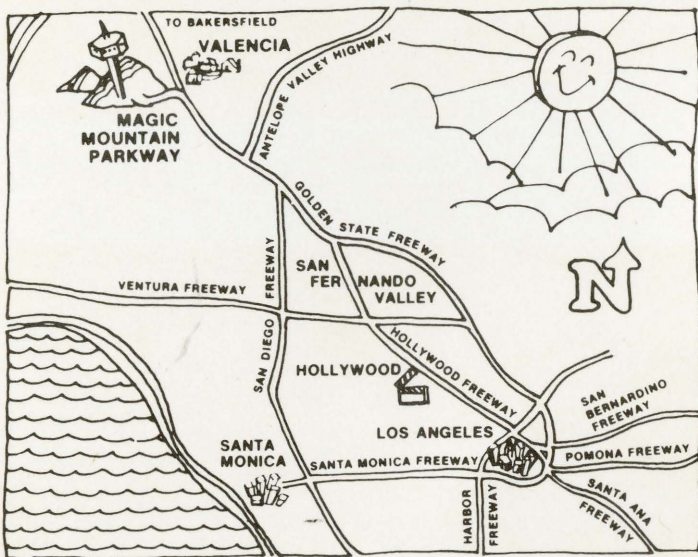 TO BAKERSFIELD
VALENCIA
MAGIC
MOUNTAIN
PARKWAY
ANTELOPE VALLEY HIGHWAY
GOLDEN STATE FREEWAY
N
VENTURA FREEWAY
SAN DIEGO FREEWAY
SAN FER NANDO
VALLEY
HOLLYWOOD
HOLLYWOOD FREEWAY
SAN
BERNARDINO
FREEWAY
LOS ANGELES
SANTA
MONICA
SANTA MONICA FREEWAY
POMONA FREEWAY
HARBOR
FREEWAY
SANTA ANA
FREEWAY